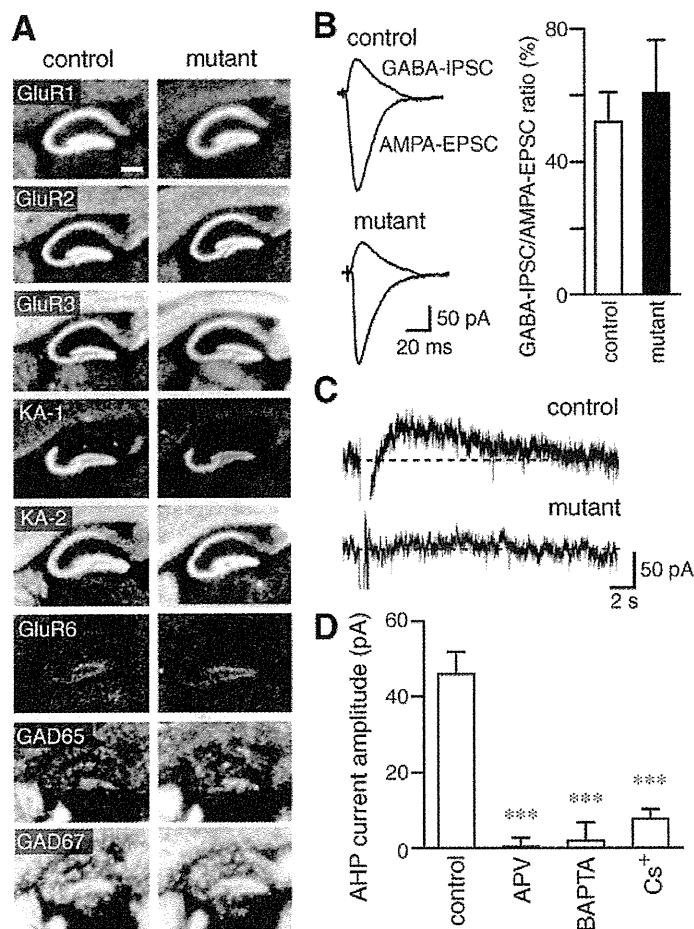 A
control mutant
GluR1
GluR2
GluR3
KA-1
KA-2
GluR6
GAD65
GAD67
B
control
GABA-IPSC
AMPA-EPSC
mutant
50 pA
20 ms
GABA-IPSC/AMPA-EPSC ratio (%)
80
40
0
control
mutant
C
control
mutant
50 pA
2 s
D
AHP current amplitude (pA)
60
40
20
0
***
***
***
control
APV
BAPTA
Cs+